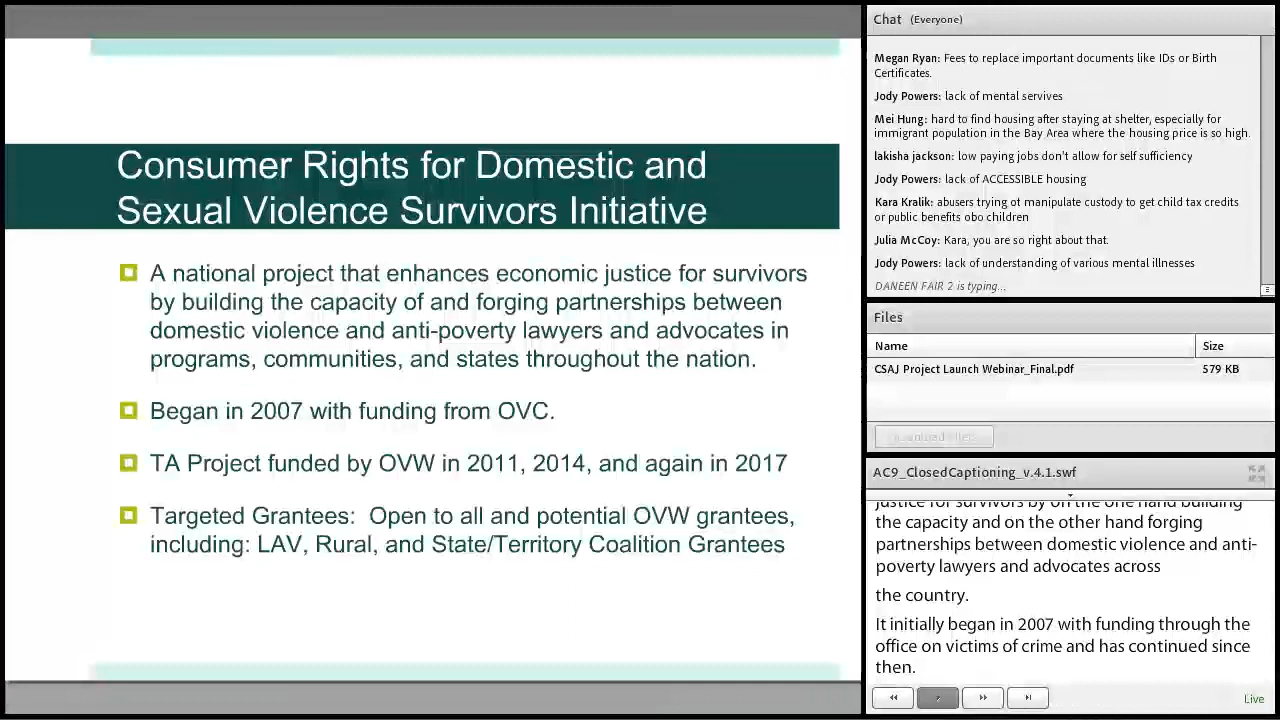 Consumer Rights for Domestic and
Sexual Violence Survivors Initiative
A national project that enhances economic justice for survivors
by building the capacity of and forging partnerships between
domestic violence and anti-poverty lawyers and advocates in
programs, communities, and states throughout the nation.
Began in 2007 with funding from OVC.
TA Project funded by OVW in 2011, 2014, and again in 2017
Targeted Grantees: Open to all and potential OVW grantees,
including: LAV, Rural, and State/Territory Coalition Grantees
Chat (Everyone)
Megan Ryan: Fees to replace important documents like IDs or Birth
Certificates.
Jody Powers: lack of mental servives
Mei Hung: hard to find housing after staying at shelter, especially for
immigrant population in the Bay Area where the housing price is so high.
lakisha jackson: low paying jobs don't allow for self sufficiency
Jody Powers: lack of ACCESSIBLE housing
Kara Kralik: abusers trying ot manipulate custody to get child tax credits
or public benefits obo children
Julia McCoy: Kara, you are so right about that.
Jody Powers: lack of understanding of various mental illnesses
DANEEN FAIR 2 is typing...
Files
Name Size
CSAJ Project Launch Webinar_Final.pdf 579 KB
Download File(s)
AC9_ClosedCaptioning_v.4.1.swf
justice for survivors by on the one hand building
the capacity and on the other hand forging
partnerships between domestic violence and anti-
poverty lawyers and advocates across
the country.
It initially began in 2007 with funding through the
office on victims of crime and has continued since
then.
Live